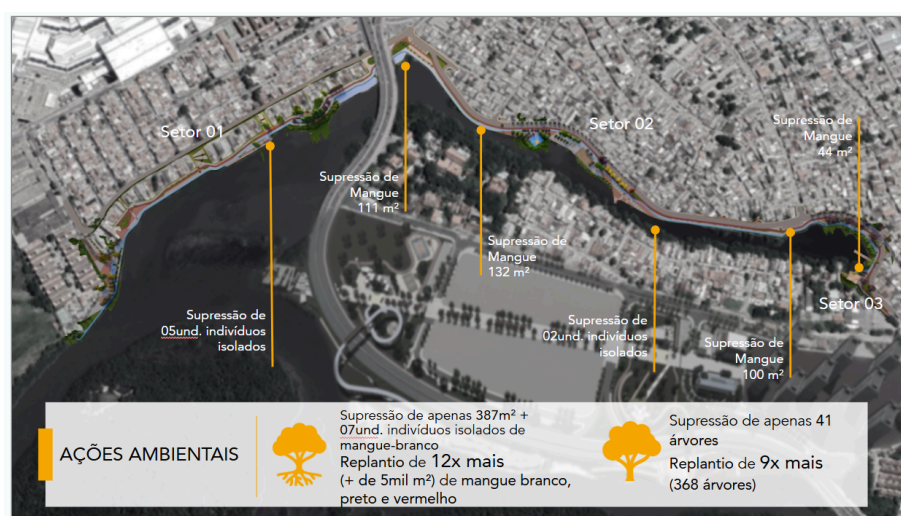 Setor 01
Setor 02
Supressão de
Mangue
44 m²
Supressão de
Mangue
111 m²
Supressão de
Mangue
132 m²
Setor 03
Supressão de
05und. indivíduos
isolados
Supressão de
02und. indivíduos
isolados
Supressão de
Mangue
100 m²
AÇÕES AMBIENTAIS
Supressão de apenas 387m² +
07und. indivíduos isolados de
mangue-branco
Replantio de 12x mais
(+ de 5mil m²) de mangue branco,
preto e vermelho
Supressão de apenas 41
árvores
Replantio de 9x mais
(368 árvores)